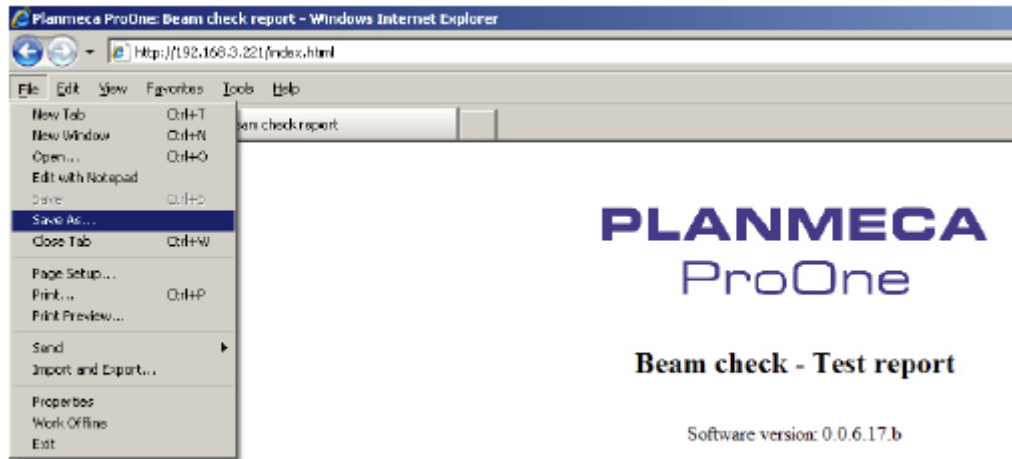 Planmeca ProOne: Beam check report - Windows Internet Explorer
http://192.168.3.221/index.html
File Edit View Favorites Tools Help
New Tab Ctrl+T
eam check report
New Window Ctrl+N
Open... Ctrl+O
Edit with Notepad
Save Ctrl+S
Save As...
Close Tab Ctrl+W
Page Setup...
Print... Ctrl+P
Print Preview...
Send
Import and Export...
Properties
Work Offline
Exit
PLANMECA
ProOne
Beam check - Test report
Software version: 0.0.6.17.b